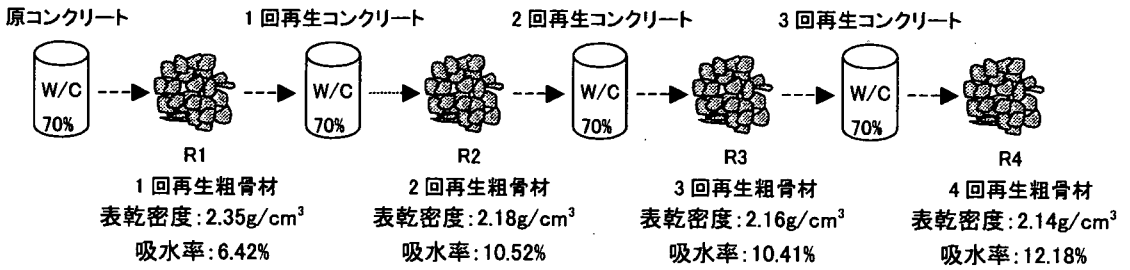 原コンクリート 1回再生コンクリート 2回再生コンクリート 3回再生コンクリート
W/C W/C W/C W/C
70% 70% 70% 70%
R1 R2 R3 R4
1回再生粗骨材 2回再生粗骨材 3回再生粗骨材 4回再生粗骨材
表乾密度:2.35g/cm³ 表乾密度:2.18g/cm³ 表乾密度:2.16g/cm³ 表乾密度:2.14g/cm³
吸水率:6.42% 吸水率:10.52% 吸水率:10.41% 吸水率:12.18%